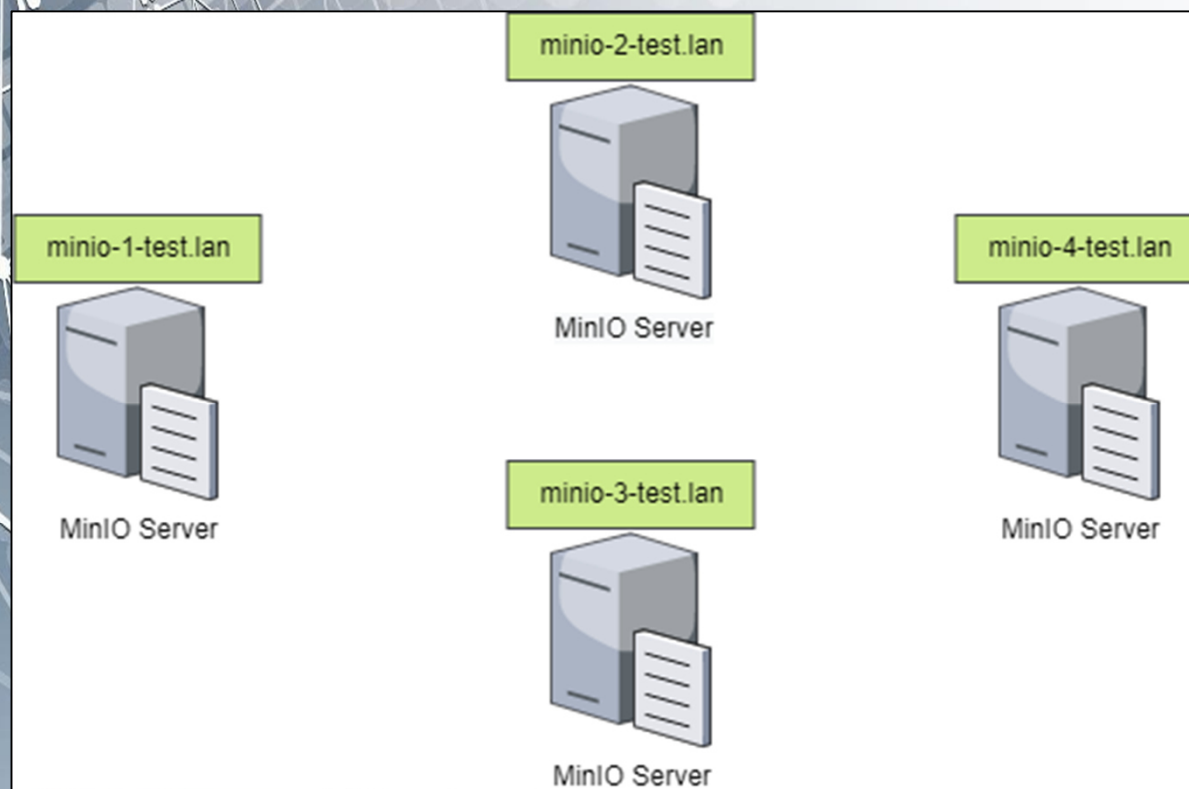 minio-2-test.lan
MinIO Server
minio-1-test.lan
MinIO Server
minio-4-test.lan
MinIO Server
minio-3-test.lan
MinIO Server